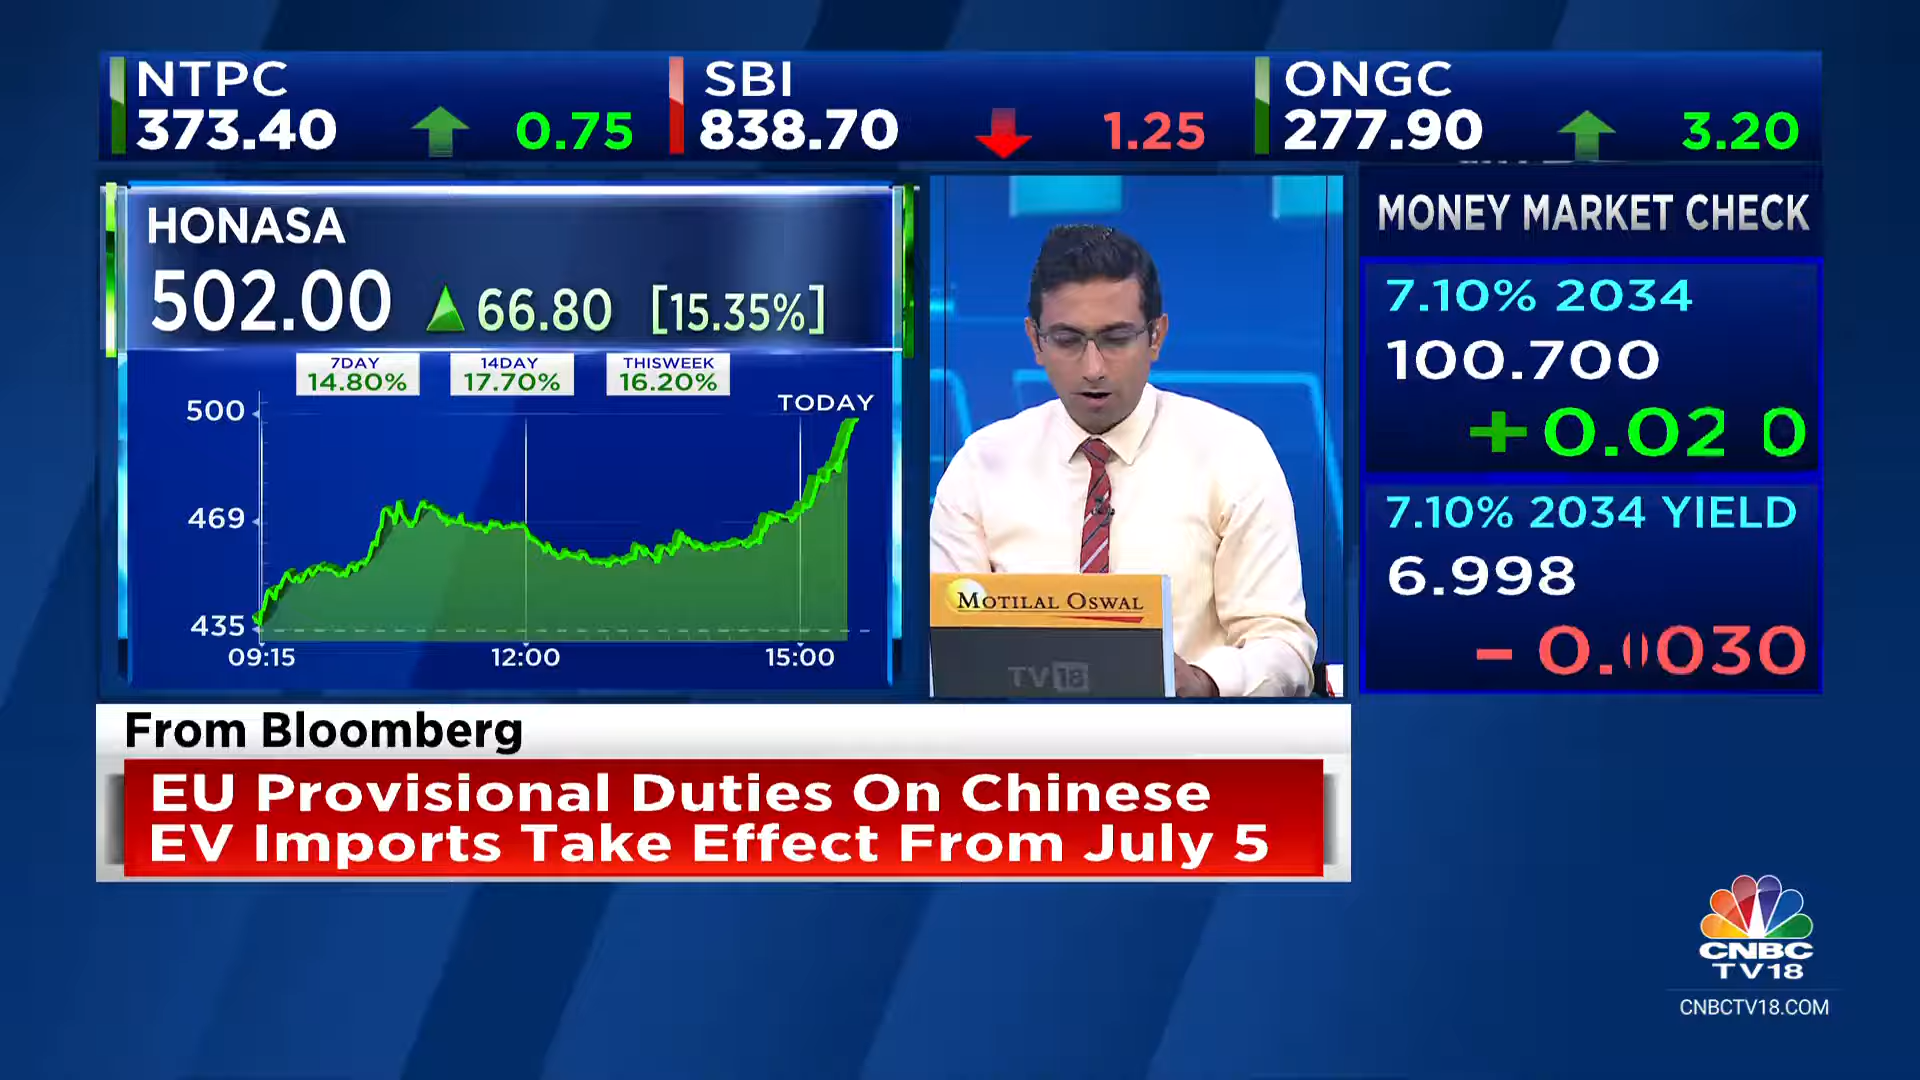 NTPC
373.40 0.75
SBI
838.70 1.25
ONGC
277.90 3.20
HONASA
502.00 66.80 [15.35%]
7DAY
14.80%
14DAY
17.70%
THISWEEK
16.20%
TODAY
500
469
435
09:15 12:00 15:00
MOTILAL OSWAL
TV18
MONEY MARKET CHECK
7.10% 2034
100.700
+0.02 0
7.10% 2034 YIELD
6.998
- 0.0030
From Bloomberg
EU Provisional Duties On Chinese
EV Imports Take Effect From July 5
CNBC
TV18
CNBCTV18.COM